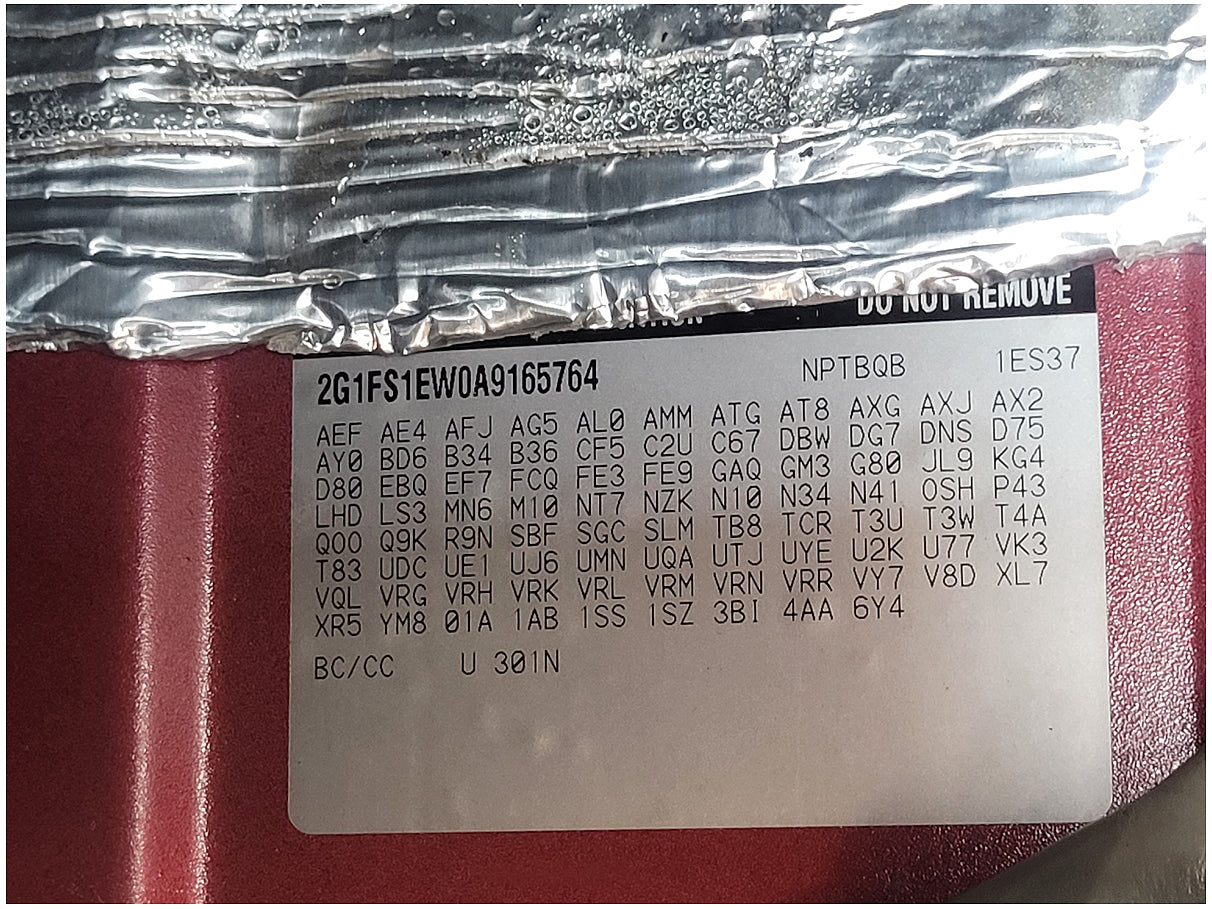 DO NOT REMOVE
2G1FS1EW0A9165764 NPTBQB 1ES37
AEF AE4 AFJ AG5 AL0 AMM ATG AT8 AXG AXJ AX2
AY0 BD6 B34 B36 CF5 C2U C67 DBW DG7 DNS D75
D80 EBQ EF7 FCQ FE3 FE9 GAQ GM3 G80 JL9 KG4
LHD LS3 MN6 M10 NT7 NZK N10 N34 N41 OSH P43
QOO Q9K R9N SBF SGC SLM TB8 TCR T3U T3W T4A
T83 UDC UE1 UJ6 UMN UQA UTJ UYE U2K U77 VK3
VQL VRG VRH VRK VRL VRM VRN VRR VY7 V8D XL7
XR5 YM8 01A 1AB 1SS 1SZ 3BI 4AA 6Y4
BC/CC U 301N